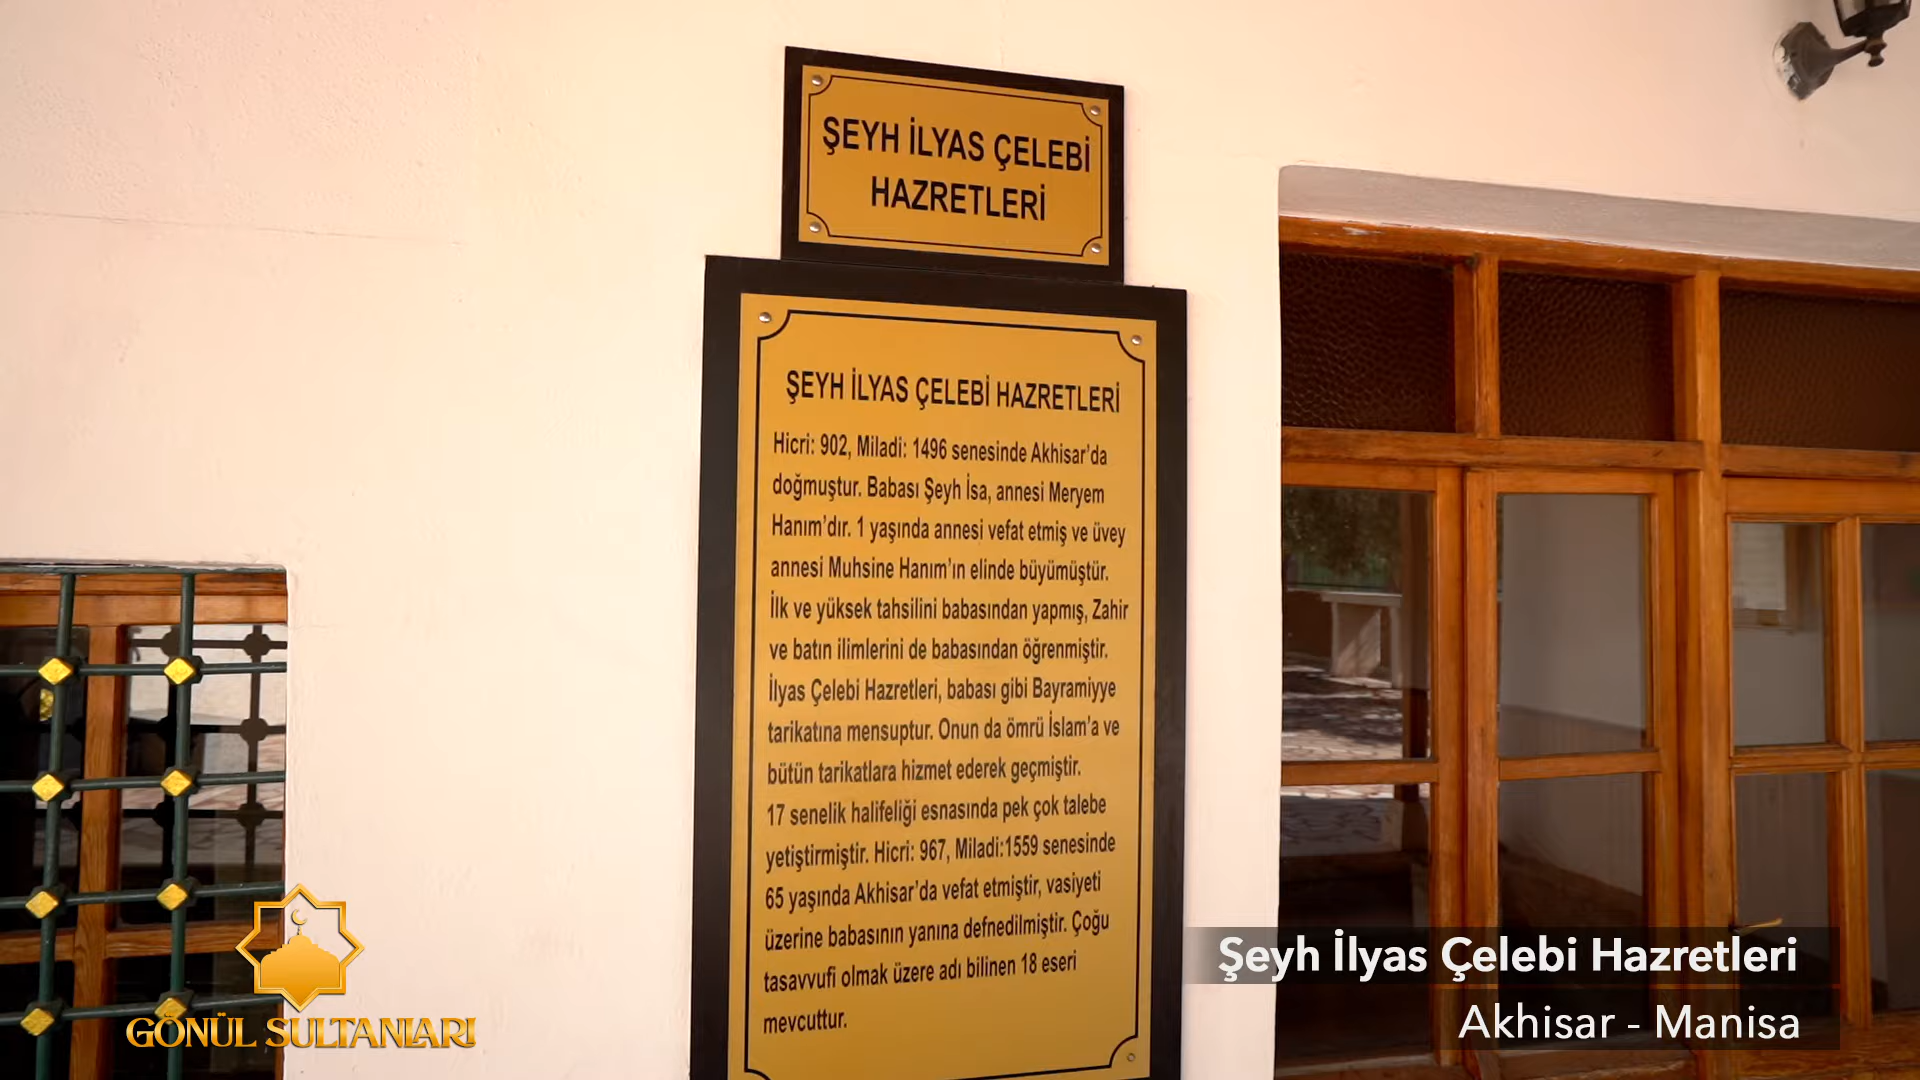 ŞEYH İLYAS ÇELEBİ
HAZRETLERİ
ŞEYH İLYAS ÇELEBİ HAZRETLERİ
Hicri: 902, Miladi: 1496 senesinde Akhisar'da
doğmuştur. Babası Şeyh İsa, annesi Meryem
Hanım'dır. 1 yaşında annesi vefat etmiş ve üvey
annesi Muhsine Hanım'ın elinde büyümüştür.
İlk ve yüksek tahsilini babasından yapmış, Zahir
ve batın ilimlerini de babasından öğrenmiştir.
İlyas Çelebi Hazretleri, babası gibi Bayramiyye
tarikatına mensuptur. Onun da ömrü İslam'a ve
bütün tarikatlara hizmet ederek geçmiştir.
17 senelik halifeliği esnasında pek çok talebe
yetiştirmiştir. Hicri: 967, Miladi:1559 senesinde
65 yaşında Akhisar'da vefat etmiştir, vasiyeti
üzerine babasının yanına defnedilmiştir. Çoğu
tasavvufi olmak üzere adı bilinen 18 eseri
mevcuttur.
GÖNÜL SULTANLARI
Şeyh İlyas Çelebi Hazretleri
Akhisar - Manisa